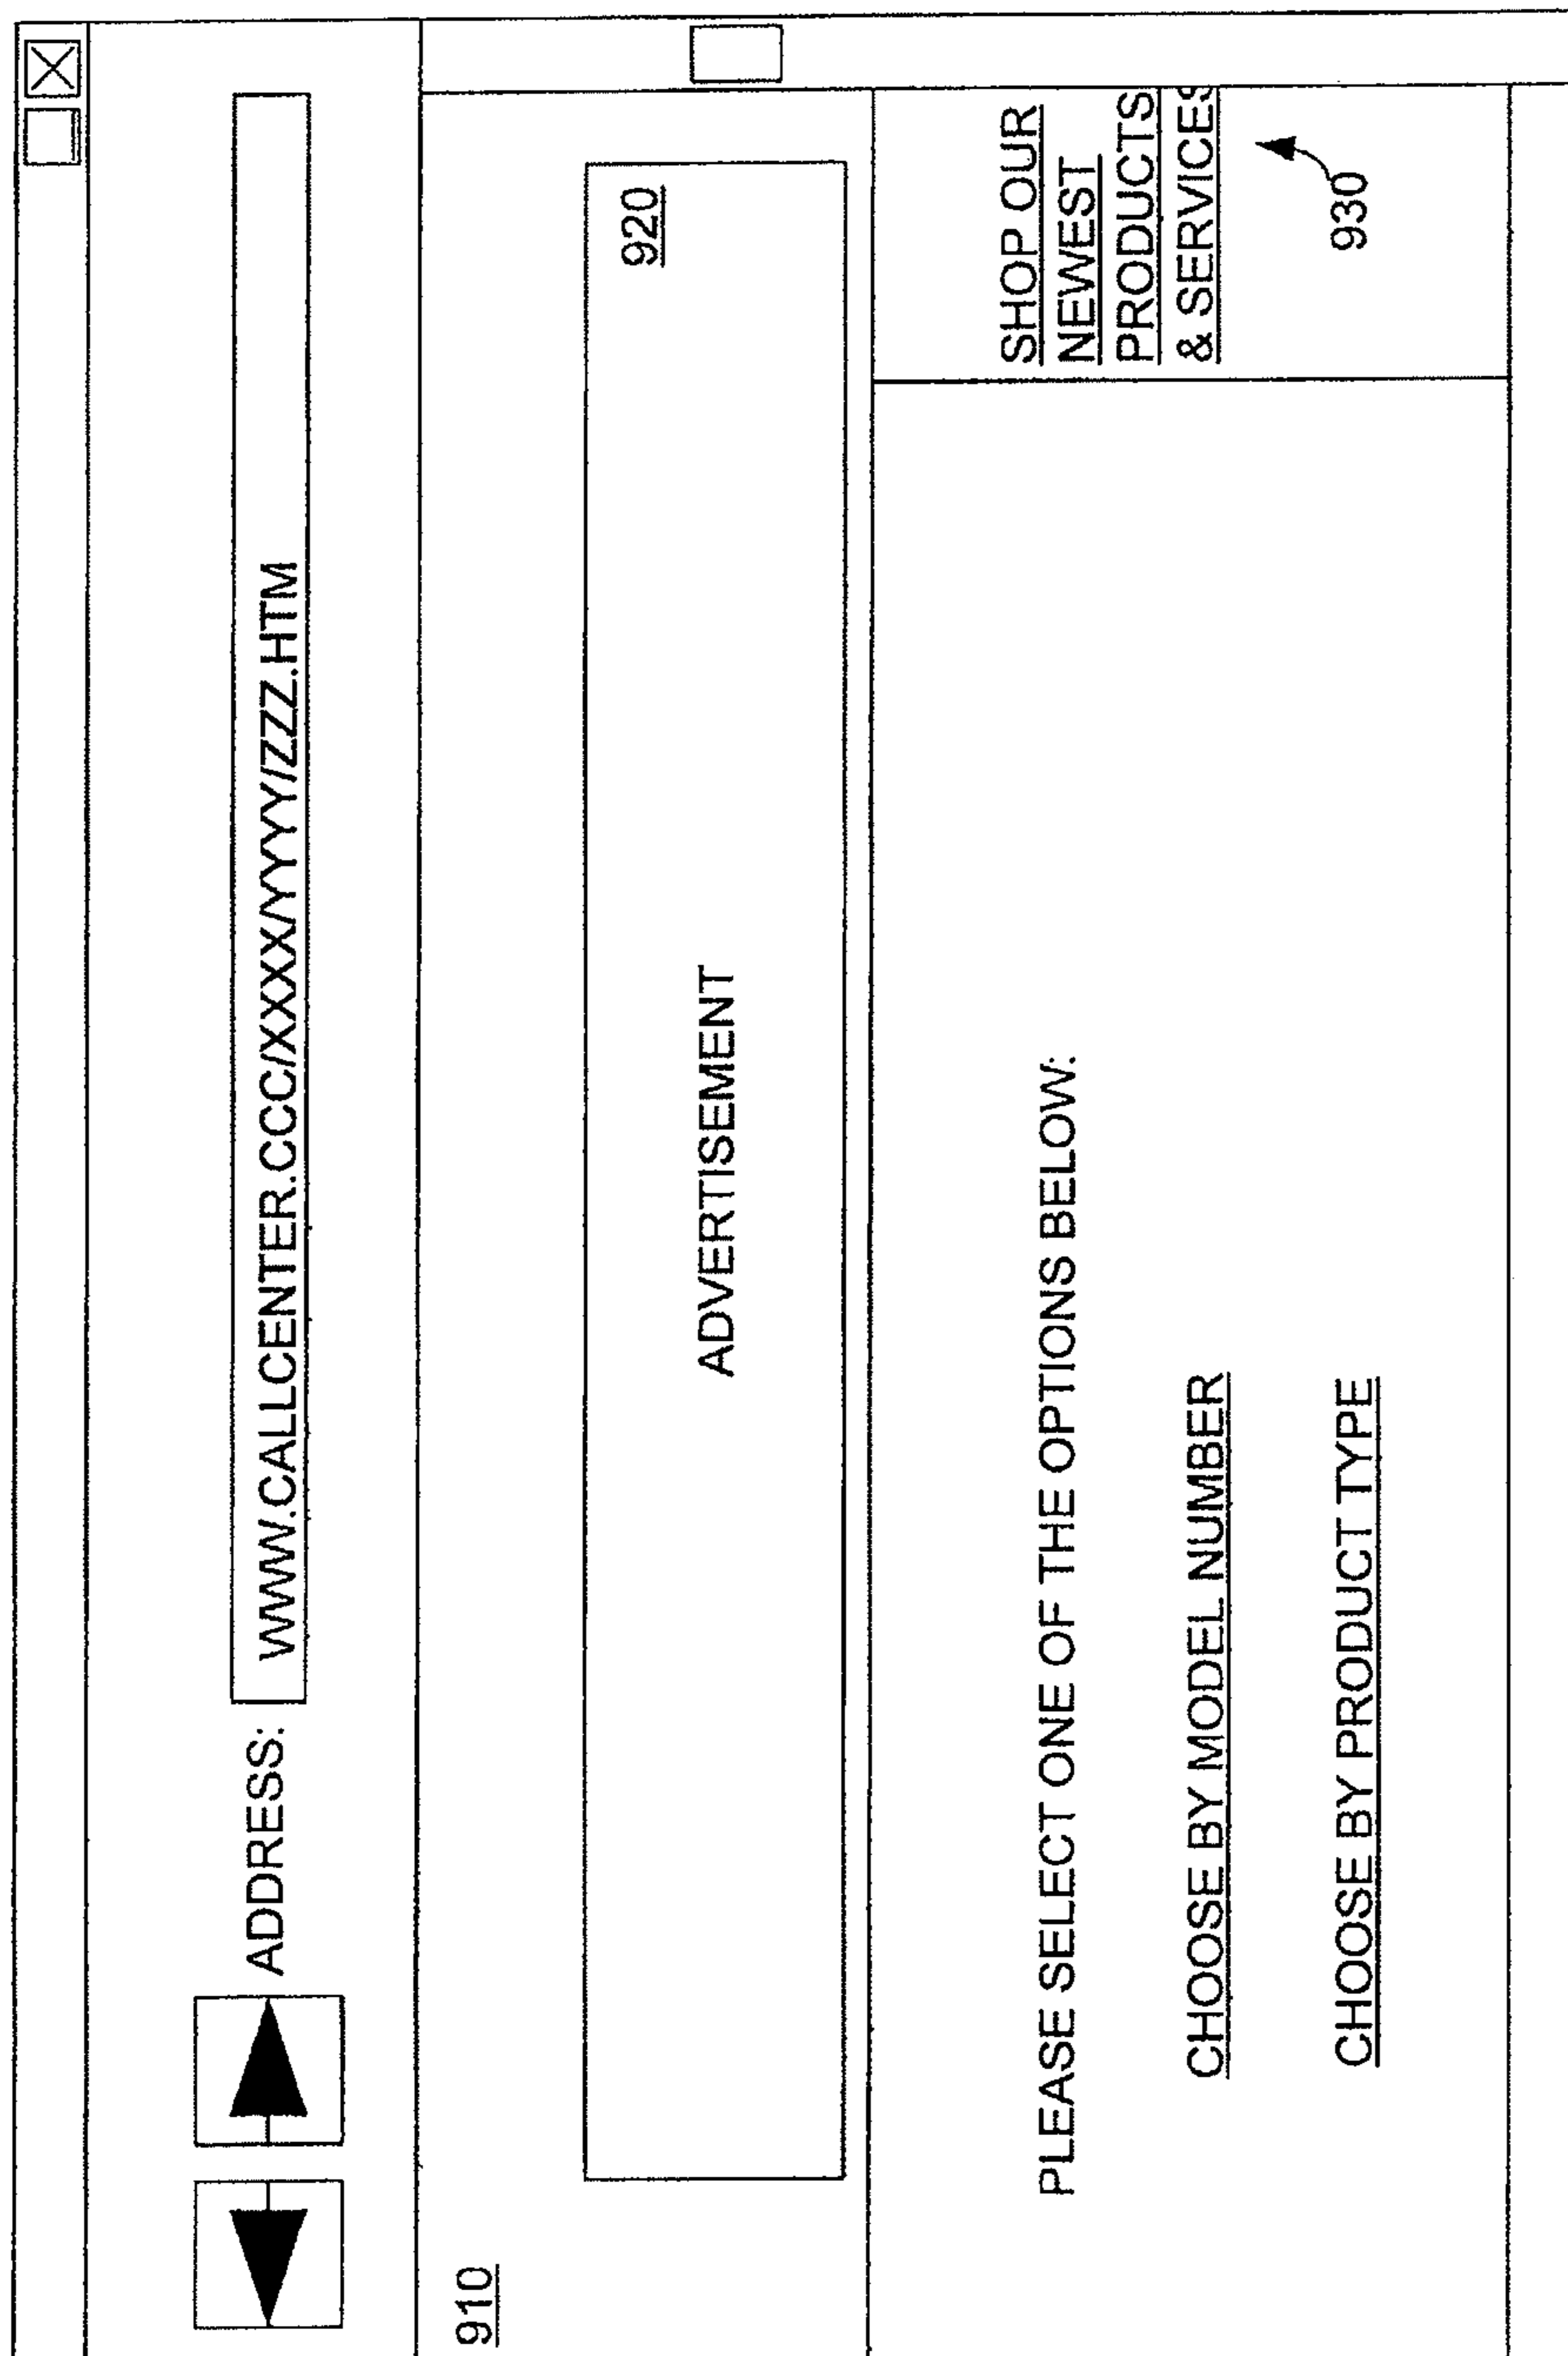 ADDRESS: WWW.CALLCENTER.CCC/XXXX/YYYY/ZZZ.HTM
910
920
ADVERTISEMENT
PLEASE SELECT ONE OF THE OPTIONS BELOW:
CHOOSE BY MODEL NUMBER
CHOOSE BY PRODUCT TYPE
SHOP OUR
NEWEST
PRODUCTS
& SERVICES
930